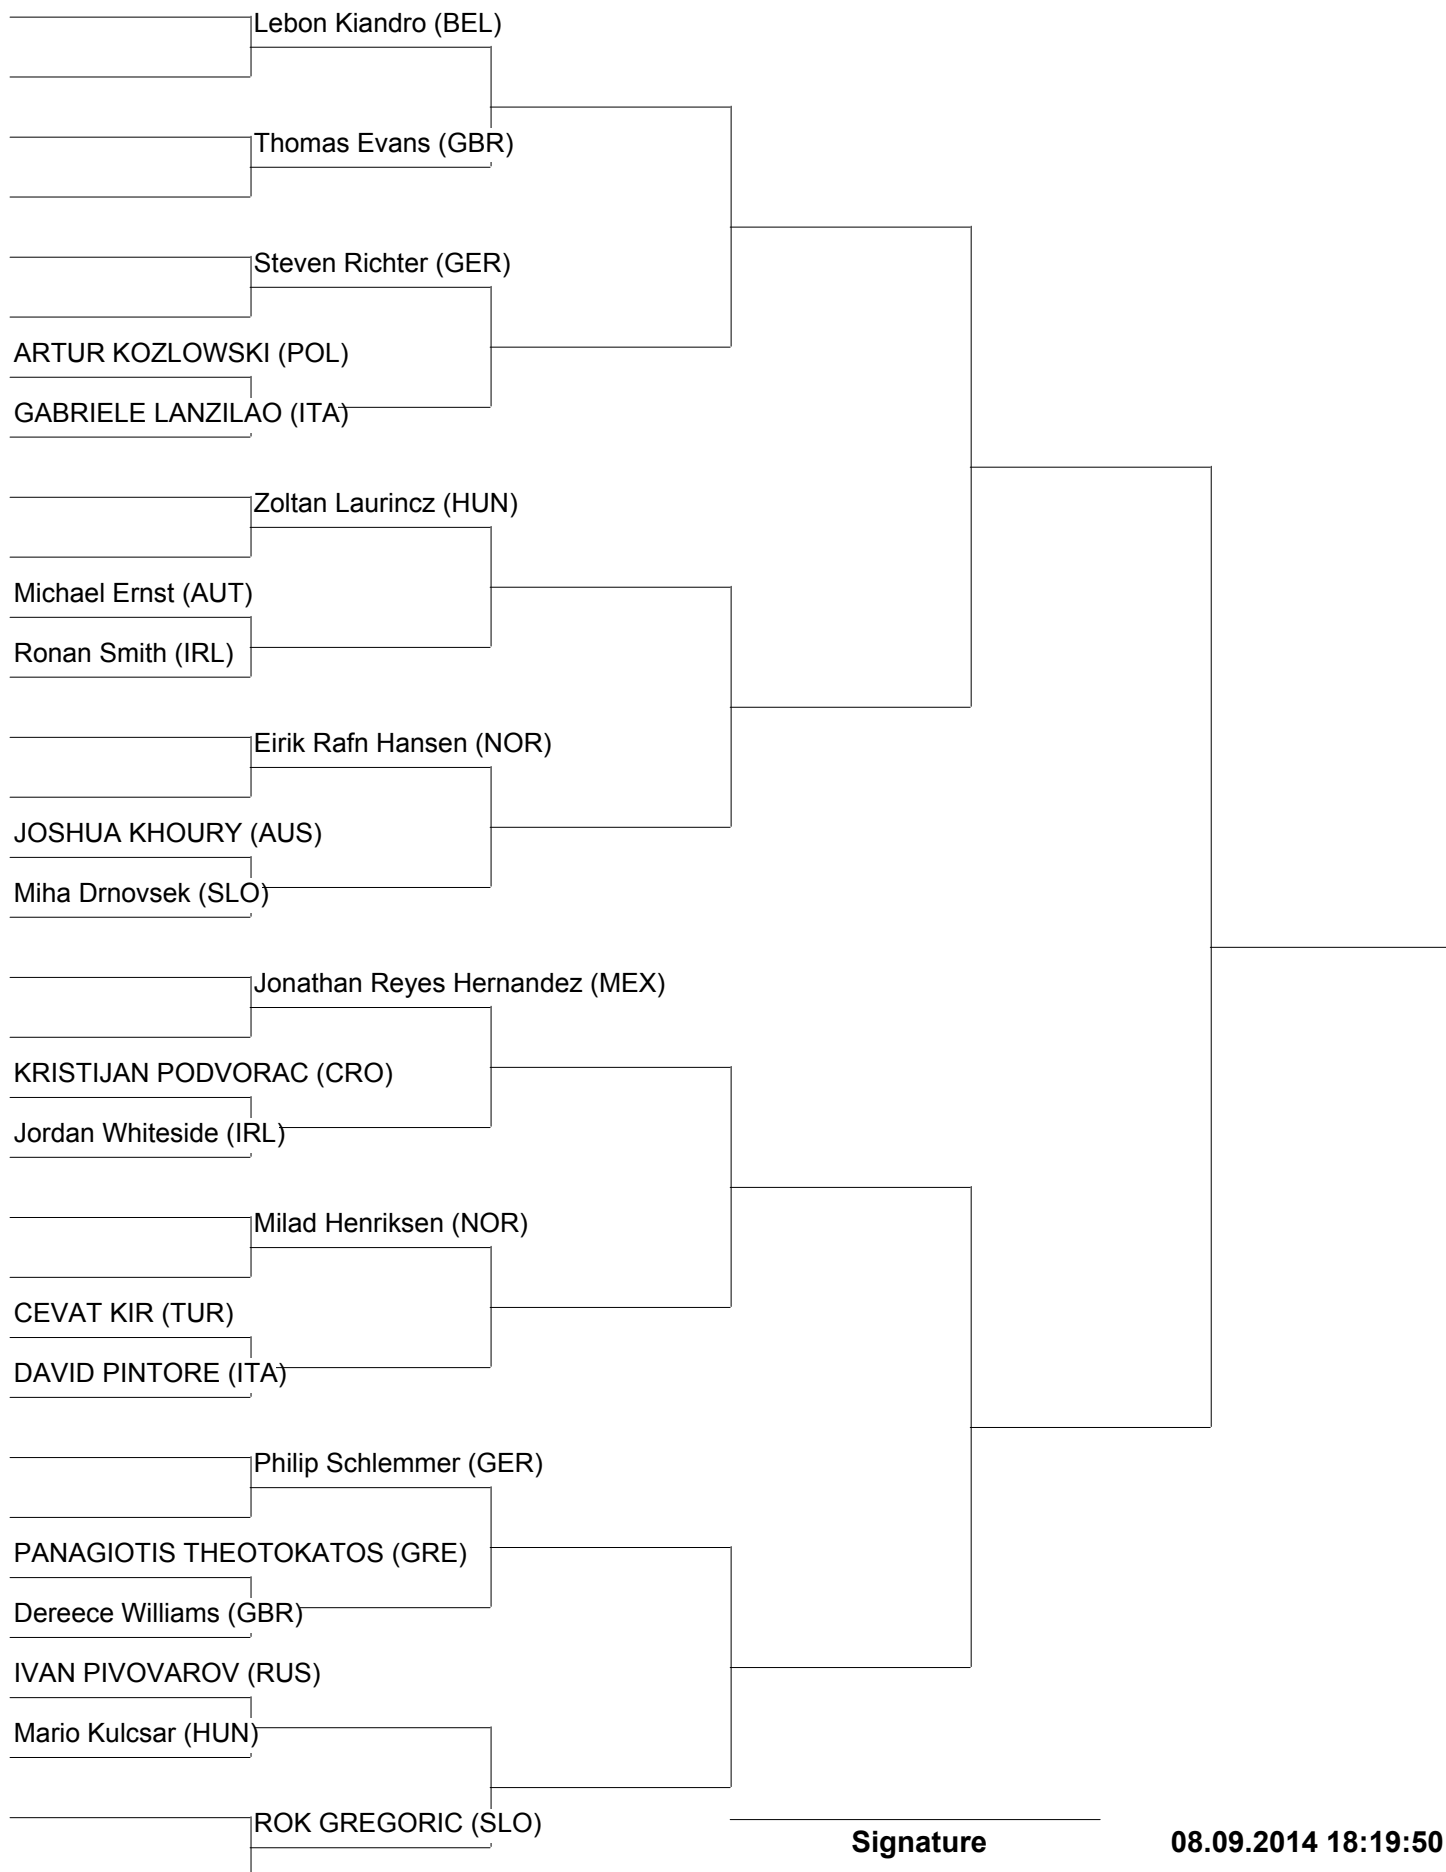 Lebon Kiandro (BEL)
Thomas Evans (GBR)
Steven Richter (GER)
ARTUR KOZLOWSKI (POL)
GABRIELE LANZILAO (ITA)
Zoltan Laurincz (HUN)
Michael Ernst (AUT)
Ronan Smith (IRL)
Eirik Rafn Hansen (NOR)
JOSHUA KHOURY (AUS)
Miha Drnovsek (SLO)
Jonathan Reyes Hernandez (MEX)
KRISTIJAN PODVORAC (CRO)
Jordan Whiteside (IRL)
Milad Henriksen (NOR)
CEVAT KIR (TUR)
DAVID PINTORE (ITA)
Philip Schlemmer (GER)
PANAGIOTIS THEOTOKATOS (GRE)
Dereece Williams (GBR)
IVAN PIVOVAROV (RUS)
Mario Kulcsar (HUN)
ROK GREGORIC (SLO)
Signature
08.09.2014 18:19:50